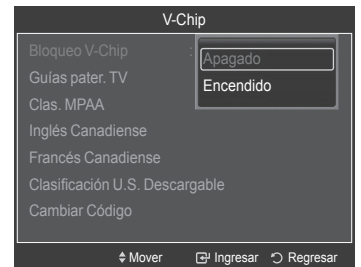 V-Chip
Bloqueo V-Chip : Apagado
Encendido
Guías pater. TV
Clas. MPAA
Inglés Canadiense
Francés Canadiense
Clasificación U.S. Descargable
Cambiar Código
Mover Ingresar Regresar